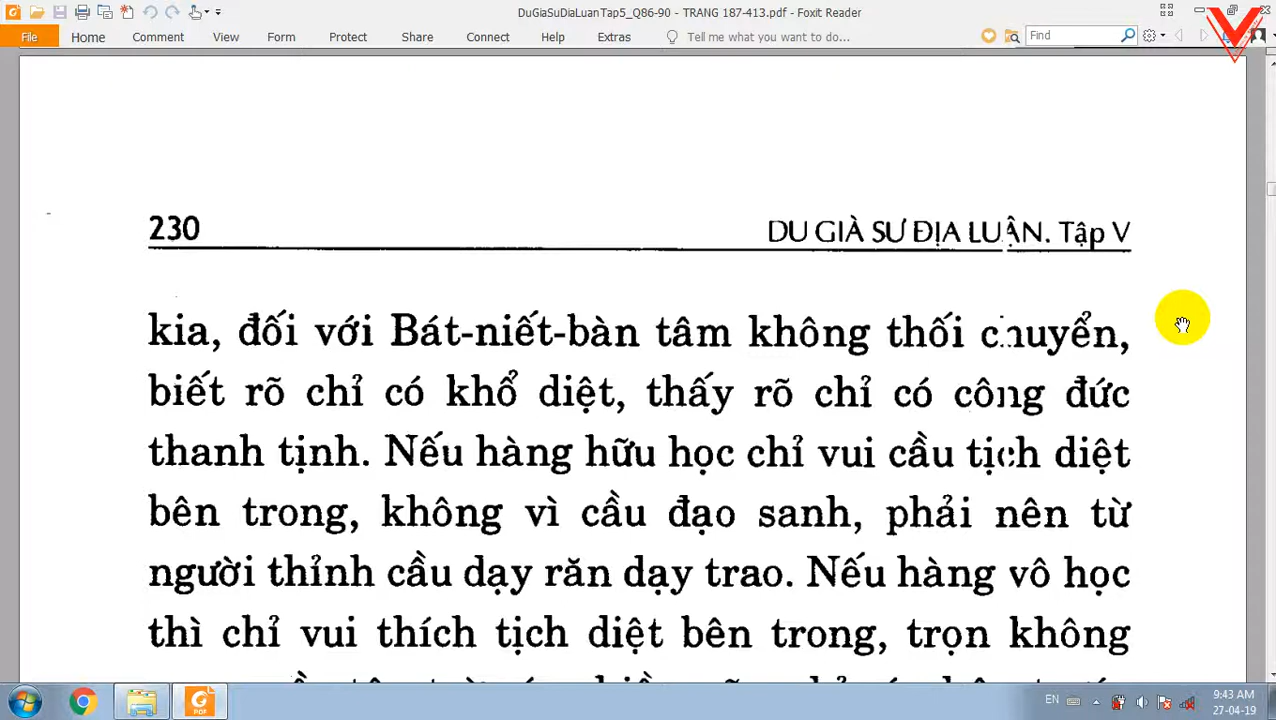 DuGiaSuDiaLuanTap5_Q86-90 - TRANG 187-413.pdf - Foxit Reader
File Home Comment View Form Protect Share Connect Help Extras Tell me what you want to do... Find
230 DU GIÀ SƯ ĐỊA LUẬN. Tập V
kia, đối với Bát-niết-bàn tâm không thối chuyển,
biết rõ chỉ có khổ diệt, thấy rõ chỉ có công đức
thanh tịnh. Nếu hàng hữu học chỉ vui cầu tịch diệt
bên trong, không vì cầu đạo sanh, phải nên từ
người thỉnh cầu dạy răn dạy trao. Nếu hàng vô học
thì chỉ vui thích tịch diệt bên trong, trọn không
EN 9:43 AM
27-04-19